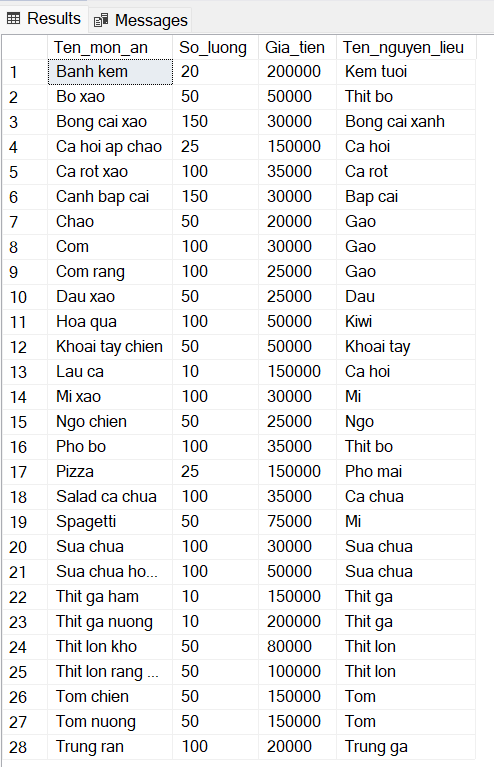 Results Messages
Ten_mon_an So_luong Gia_tien Ten_nguyen_lieu
1 Banh kem 20 200000 Kem tuoi
2 Bo xao 50 50000 Thit bo
3 Bong cai xao 150 30000 Bong cai xanh
4 Ca hoi ap chao 25 150000 Ca hoi
5 Ca rot xao 100 35000 Ca rot
6 Canh bap cai 150 30000 Bap cai
7 Chao 50 20000 Gao
8 Com 100 30000 Gao
9 Com rang 100 25000 Gao
10 Dau xao 50 25000 Dau
11 Hoa qua 100 50000 Kiwi
12 Khoai tay chien 50 50000 Khoai tay
13 Lau ca 10 150000 Ca hoi
14 Mi xao 100 30000 Mi
15 Ngo chien 50 25000 Ngo
16 Pho bo 100 35000 Thit bo
17 Pizza 25 150000 Pho mai
18 Salad ca chua 100 35000 Ca chua
19 Spagetti 50 75000 Mi
20 Sua chua 100 30000 Sua chua
21 Sua chua ho... 100 50000 Sua chua
22 Thit ga ham 10 150000 Thit ga
23 Thit ga nuong 10 200000 Thit ga
24 Thit lon kho 50 80000 Thit lon
25 Thit lon rang ... 50 100000 Thit lon
26 Tom chien 50 150000 Tom
27 Tom nuong 50 150000 Tom
28 Trung ran 100 20000 Trung ga